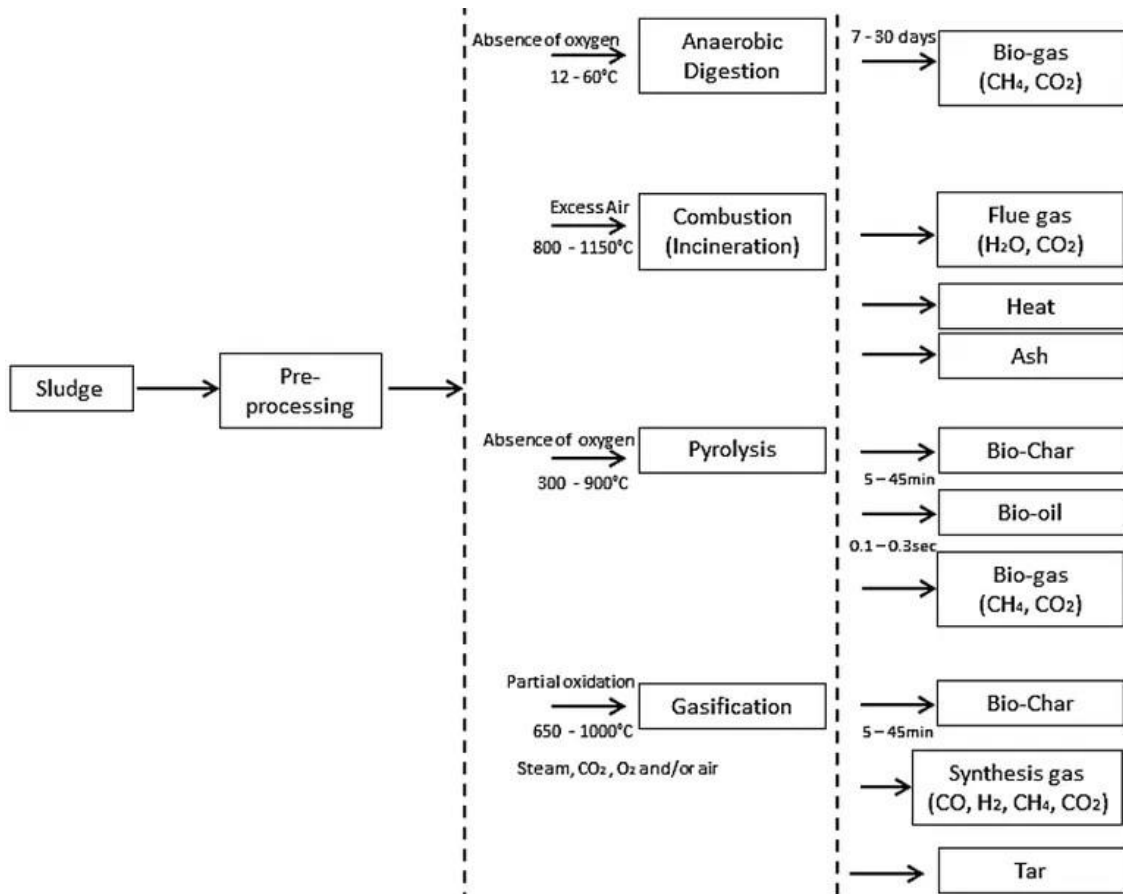 Absence of oxygen
12 - 60°C
Anaerobic
Digestion
7 - 30 days
Bio-gas
(CH₄, CO₂)
Excess Air
800 - 1150°C
Combustion
(Incineration)
Flue gas
(H₂O, CO₂)
Heat
Ash
Sludge
Pre-
processing
Absence of oxygen
300 - 900°C
Pyrolysis
Bio-Char
5 – 45min
Bio-oil
0.1 – 0.3sec
Bio-gas
(CH₄, CO₂)
Partial oxidation
650 - 1000°C
Steam, CO₂, O₂ and/or air
Gasification
Bio-Char
5 – 45min
Synthesis gas
(CO, H₂, CH₄, CO₂)
Tar